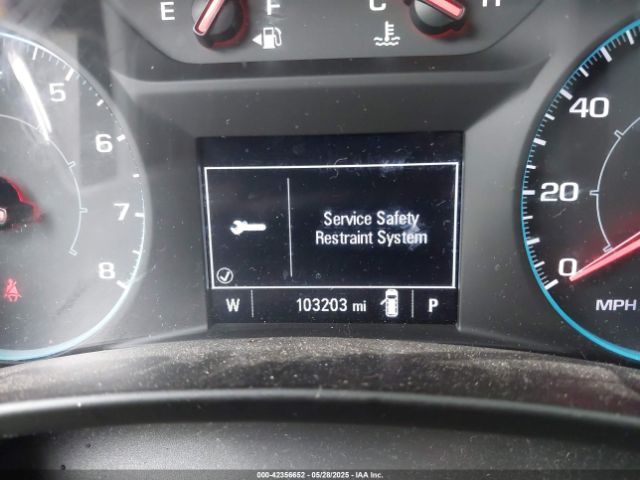 E F C H
5
6
7
8
40
20
0
MPH
Service Safety
Restraint System
W 103203 mi P
00-42356652 | 05/28/2025 | IAA Inc.